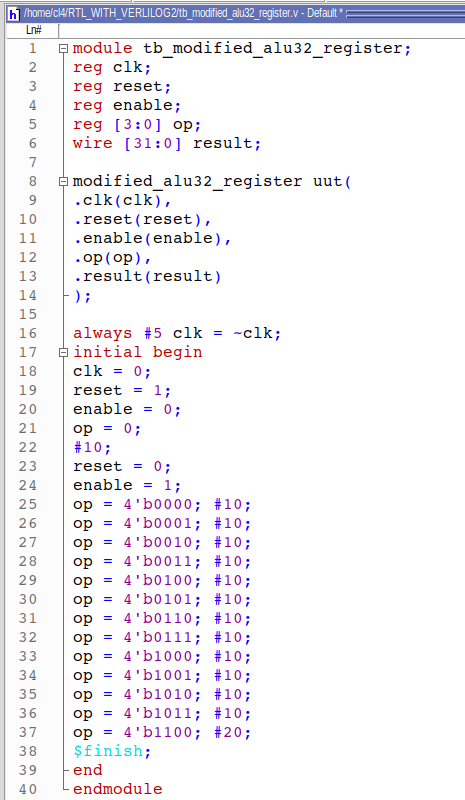 /home/cl4/RTL_WITH_VERLILOG2/tb_modified_alu32_register.v - Default *
Ln#
1 module tb_modified_alu32_register;
2 reg clk;
3 reg reset;
4 reg enable;
5 reg [3:0] op;
6 wire [31:0] result;
7
8 modified_alu32_register uut(
9 .clk(clk),
10 .reset(reset),
11 .enable(enable),
12 .op(op),
13 .result(result)
14 );
15
16 always #5 clk = ~clk;
17 initial begin
18 clk = 0;
19 reset = 1;
20 enable = 0;
21 op = 0;
22 #10;
23 reset = 0;
24 enable = 1;
25 op = 4'b0000; #10;
26 op = 4'b0001; #10;
27 op = 4'b0010; #10;
28 op = 4'b0011; #10;
29 op = 4'b0100; #10;
30 op = 4'b0101; #10;
31 op = 4'b0110; #10;
32 op = 4'b0111; #10;
33 op = 4'b1000; #10;
34 op = 4'b1001; #10;
35 op = 4'b1010; #10;
36 op = 4'b1011; #10;
37 op = 4'b1100; #20;
38 $finish;
39 end
40 endmodule